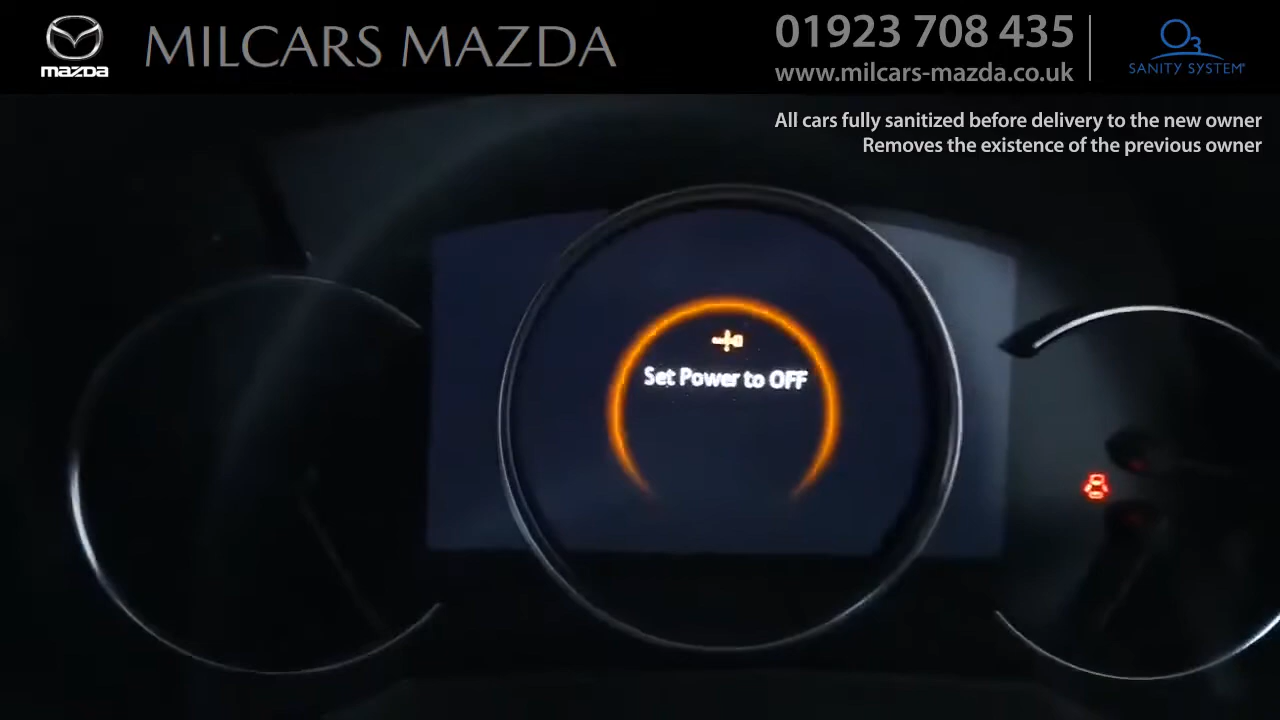 mazda
MILCARS MAZDA
01923 708 435
www.milcars-mazda.co.uk
O3
SANITY SYSTEM
All cars fully sanitized before delivery to the new owner
Removes the existence of the previous owner
Set Power to OFF